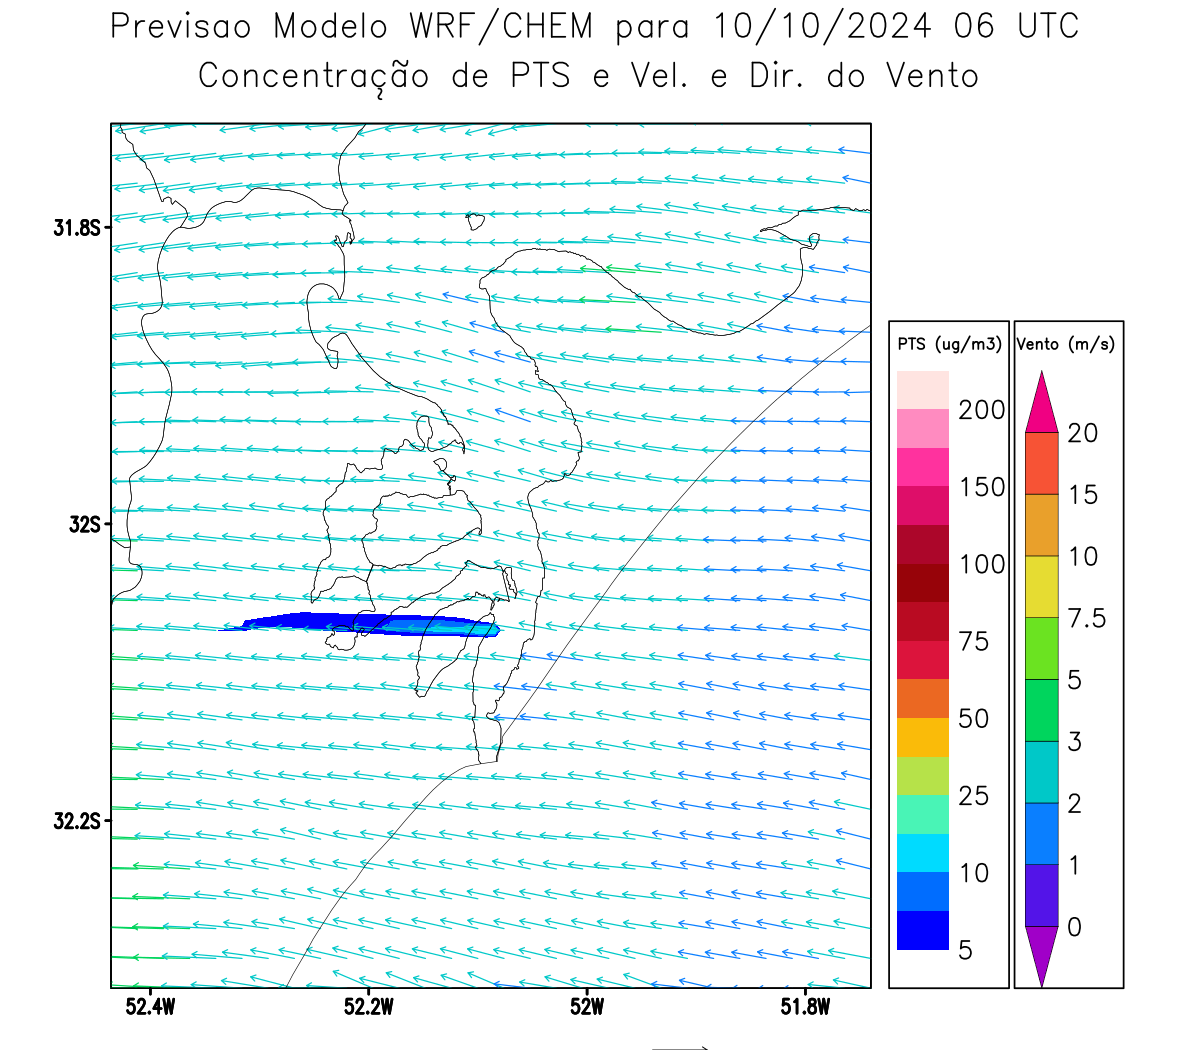 Previsao Modelo WRF/CHEM para 10/10/2024 06 UTC
Concentração de PTS e Vel. e Dir. do Vento
31.8S
32S
32.2S
52.4W 52.2W 52W 51.8W
PTS (ug/m3)
200
150
100
75
50
25
10
5
Vento (m/s)
20
15
10
7.5
5
3
2
1
0